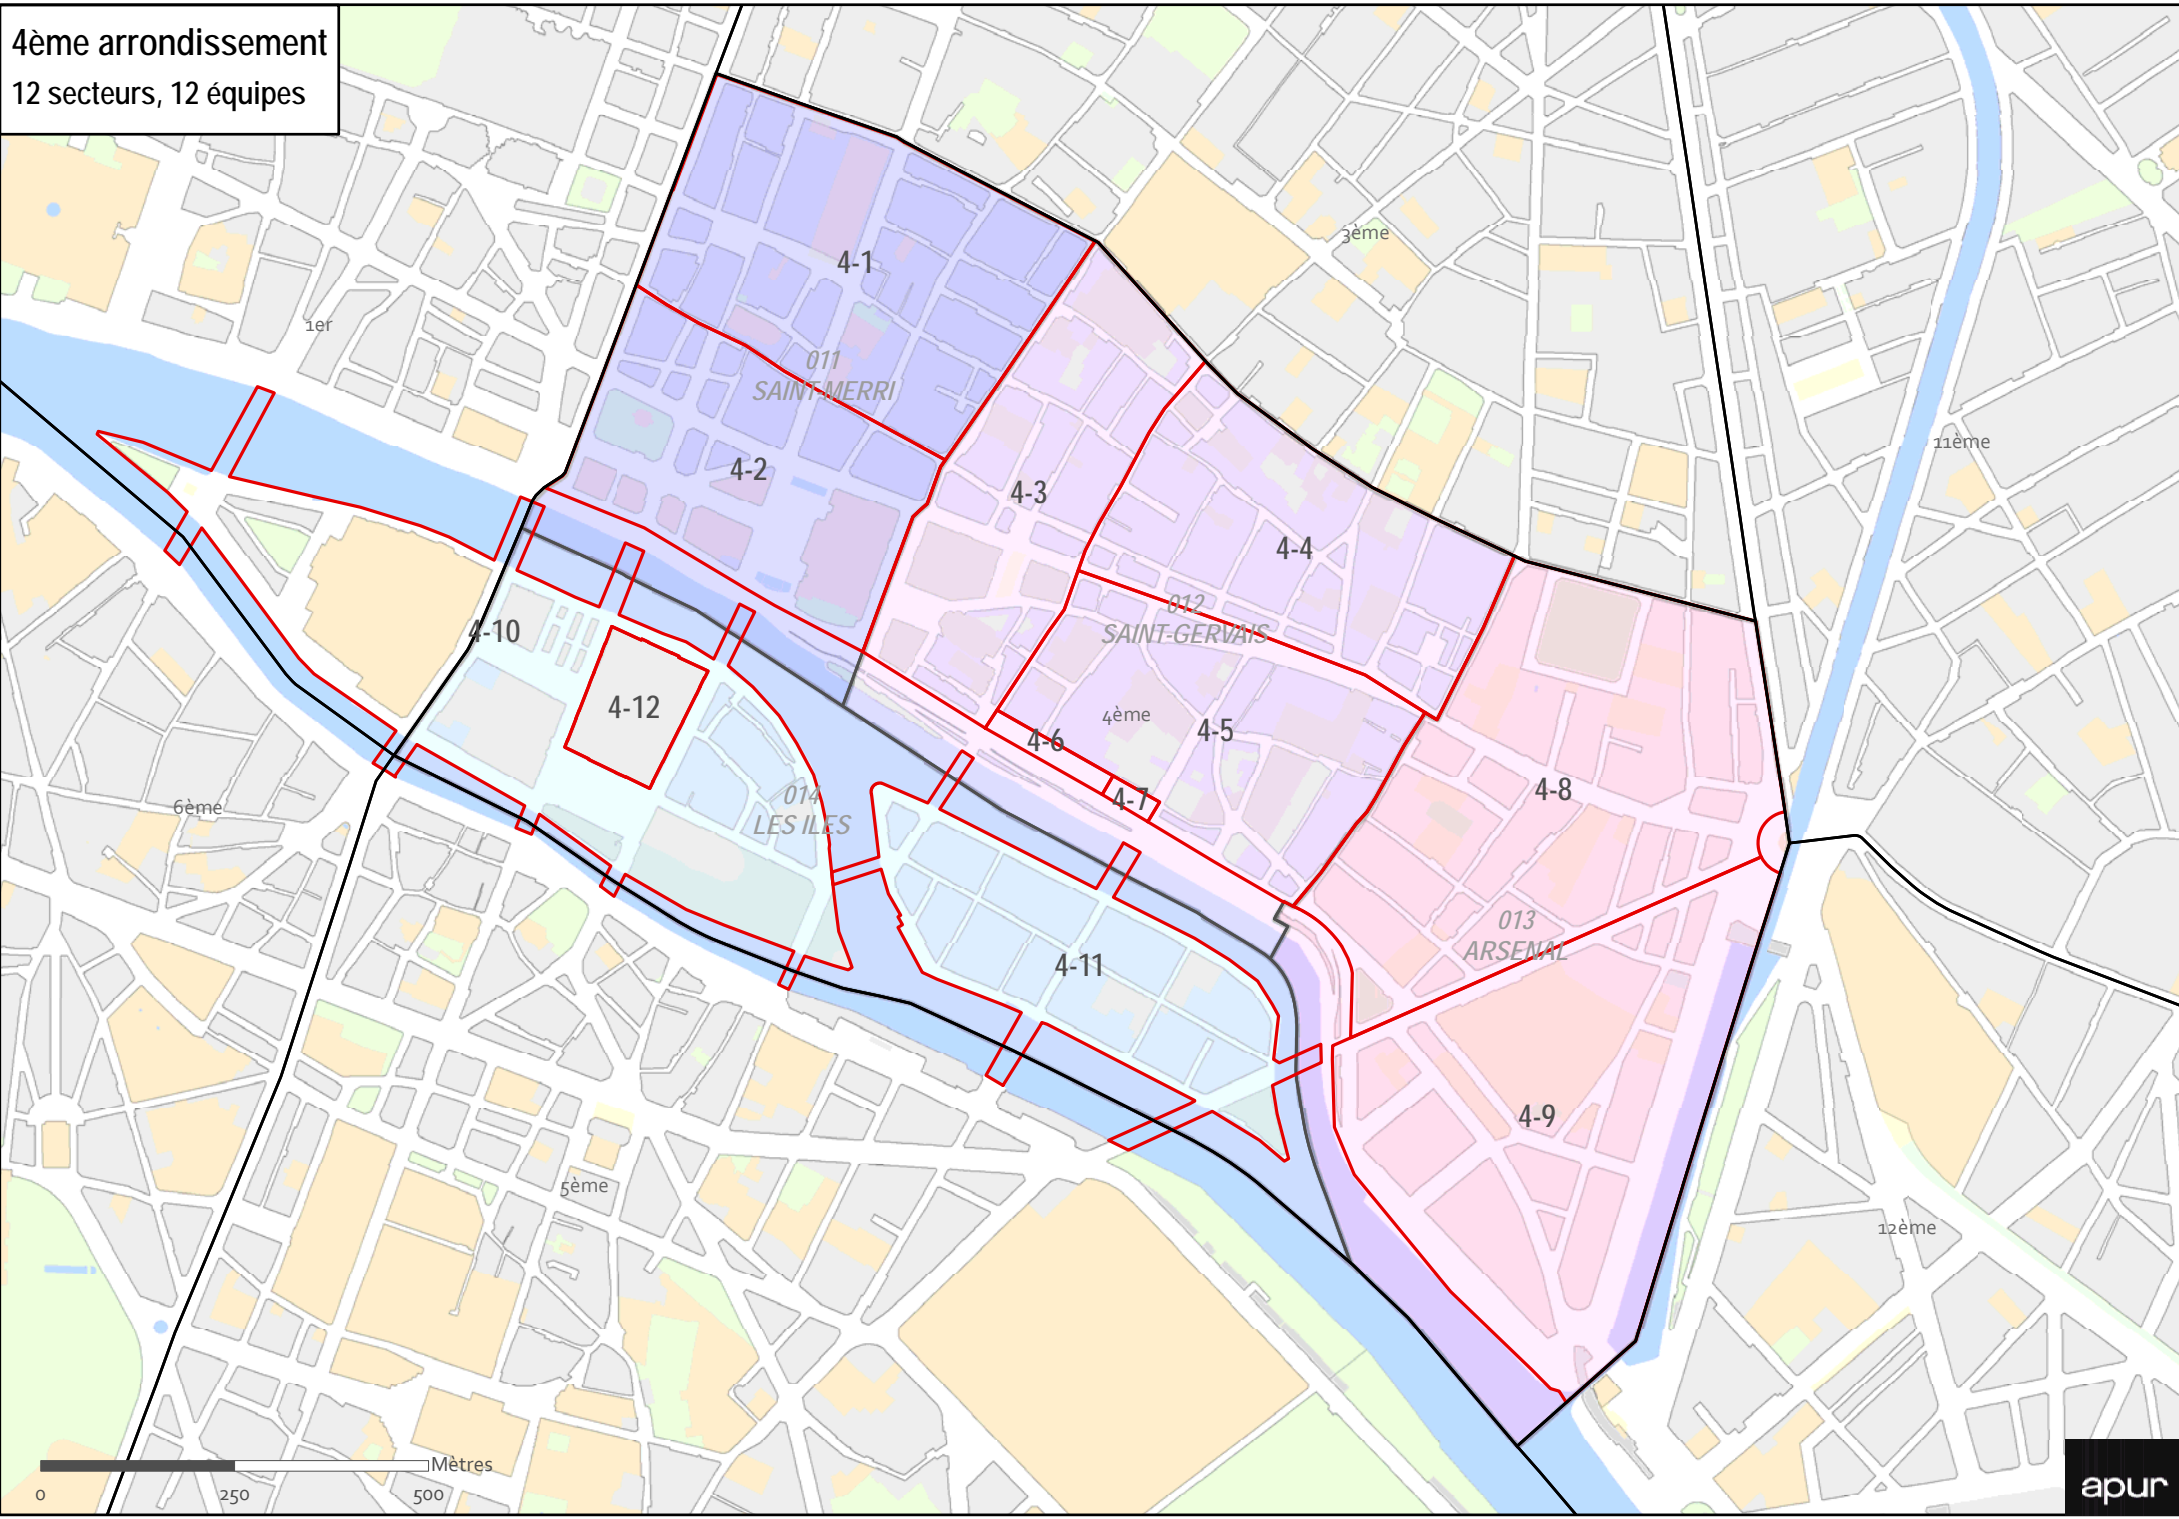 4ème arrondissement
12 secteurs, 12 équipes
3ème
4-1
1er
011
SAINT-MERRI
11ème
4-2
4-3
4-4
012
SAINT-GERVAIS
4-10
4-12
4ème
4-5
4-6
4-7
4-8
6ème
014
LES ILES
013
ARSENAL
4-11
4-9
5ème
12ème
Mètres
0 250 500
apur